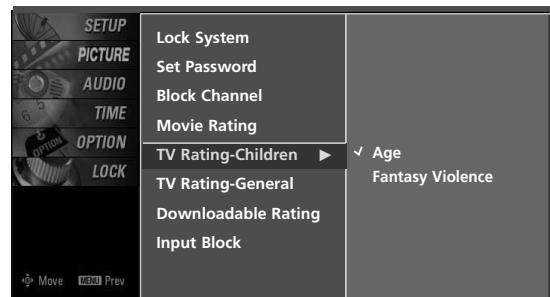 SETUP
PICTURE
AUDIO
TIME
OPTION
LOCK
Lock System
Set Password
Block Channel
Movie Rating
TV Rating-Children ▶
TV Rating-General
Downloadable Rating
Input Block
✓ Age
Fantasy Violence
Move MENU Prev